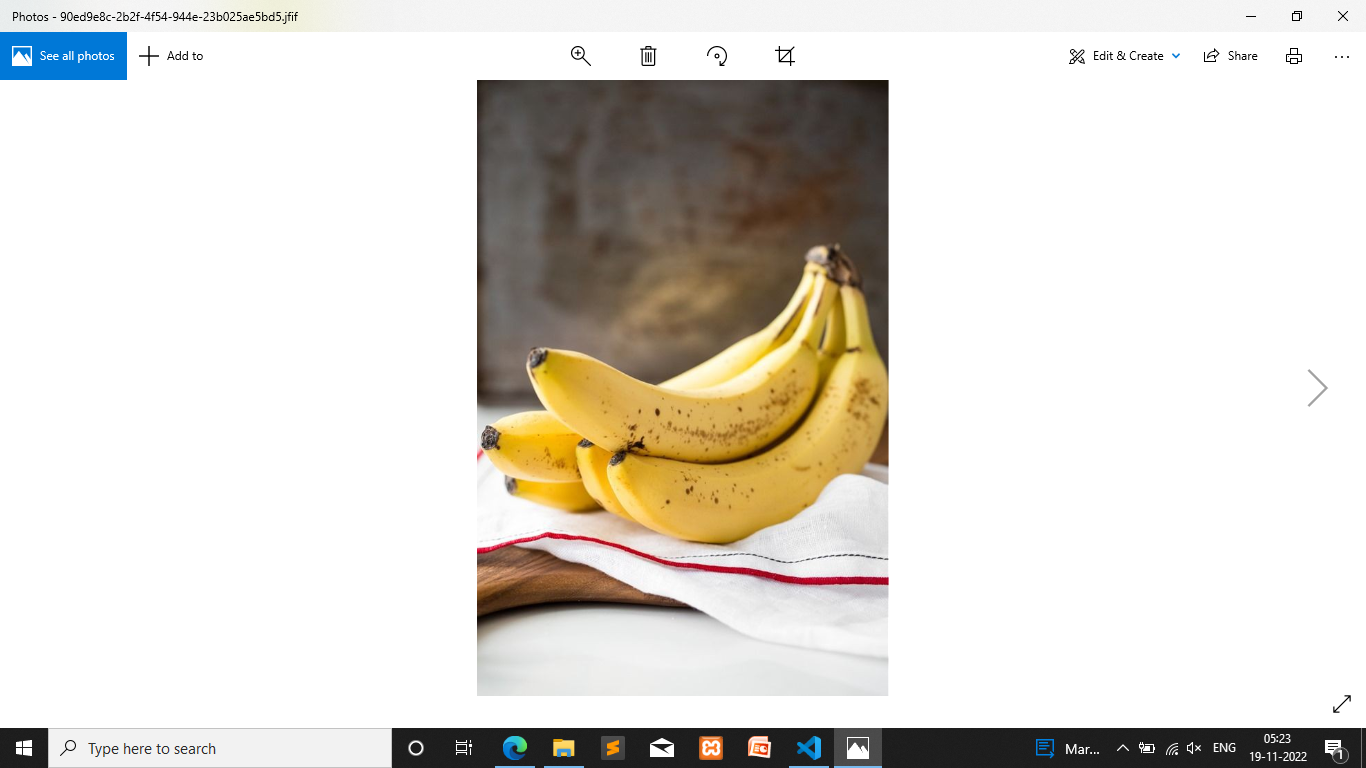 Photos - 90ed9e8c-2b2f-4f54-944e-23b025ae5bd5.jfif
See all photos
Add to
Edit & Create
Share
Type here to search
Mar...
ENG
05:23
19-11-2022
1